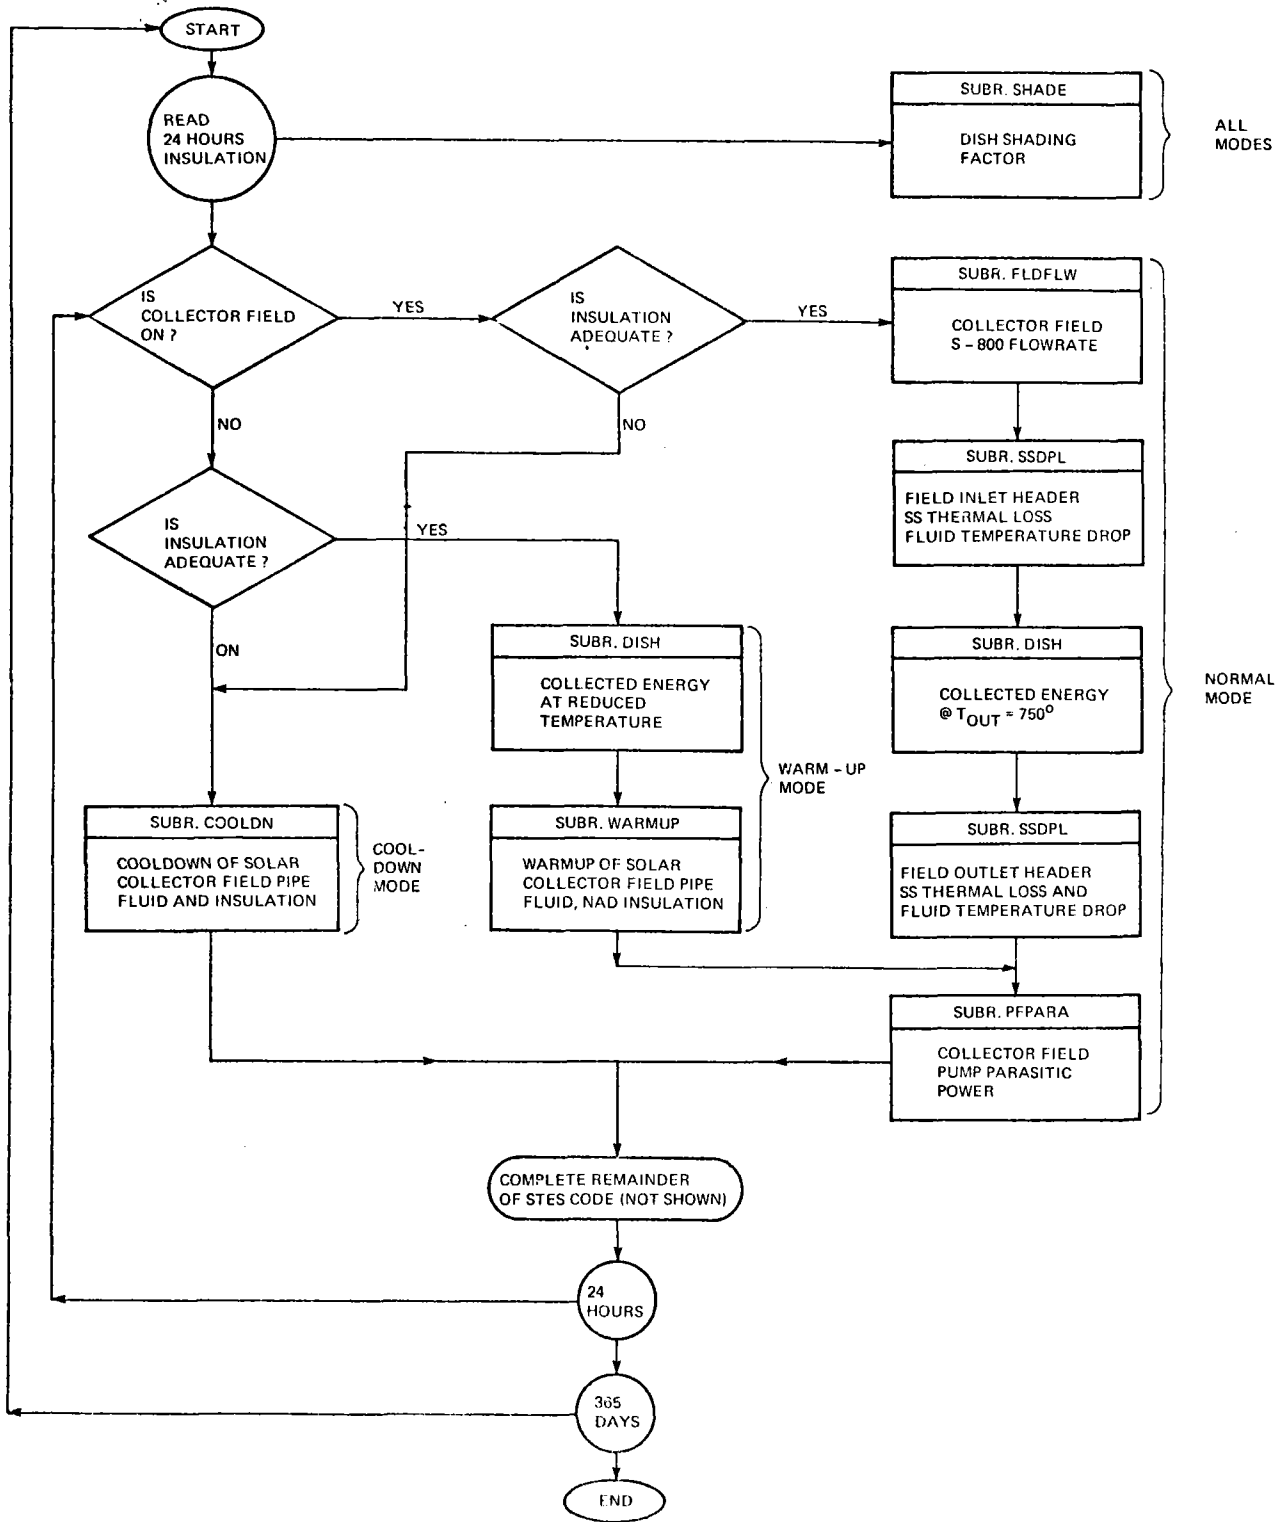 START
READ
24 HOURS
INSULATION
SUBR. SHADE
DISH SHADING
FACTOR
ALL
MODES
IS
COLLECTOR FIELD
ON ?
YES
IS
INSULATION
ADEQUATE ?
YES
SUBR. FLDFLW
COLLECTOR FIELD
S - 800 FLOWRATE
NO
NO
SUBR. SSDPL
FIELD INLET HEADER
SS THERMAL LOSS
FLUID TEMPERATURE DROP
IS
INSULATION
ADEQUATE ?
YES
ON
SUBR. DISH
COLLECTED ENERGY
AT REDUCED
TEMPERATURE
SUBR. DISH
COLLECTED ENERGY
@ TOUT = 750°
NORMAL
MODE
WARM - UP
MODE
SUBR. COOLDN
COOLDOWN OF SOLAR
COLLECTOR FIELD PIPE
FLUID AND INSULATION
COOL-
DOWN
MODE
SUBR. WARMUP
WARMUP OF SOLAR
COLLECTOR FIELD PIPE
FLUID, NAD INSULATION
SUBR. SSDPL
FIELD OUTLET HEADER
SS THERMAL LOSS AND
FLUID TEMPERATURE DROP
SUBR. PFPARA
COLLECTOR FIELD
PUMP PARASITIC
POWER
COMPLETE REMAINDER
OF STES CODE (NOT SHOWN)
24
HOURS
365
DAYS
END